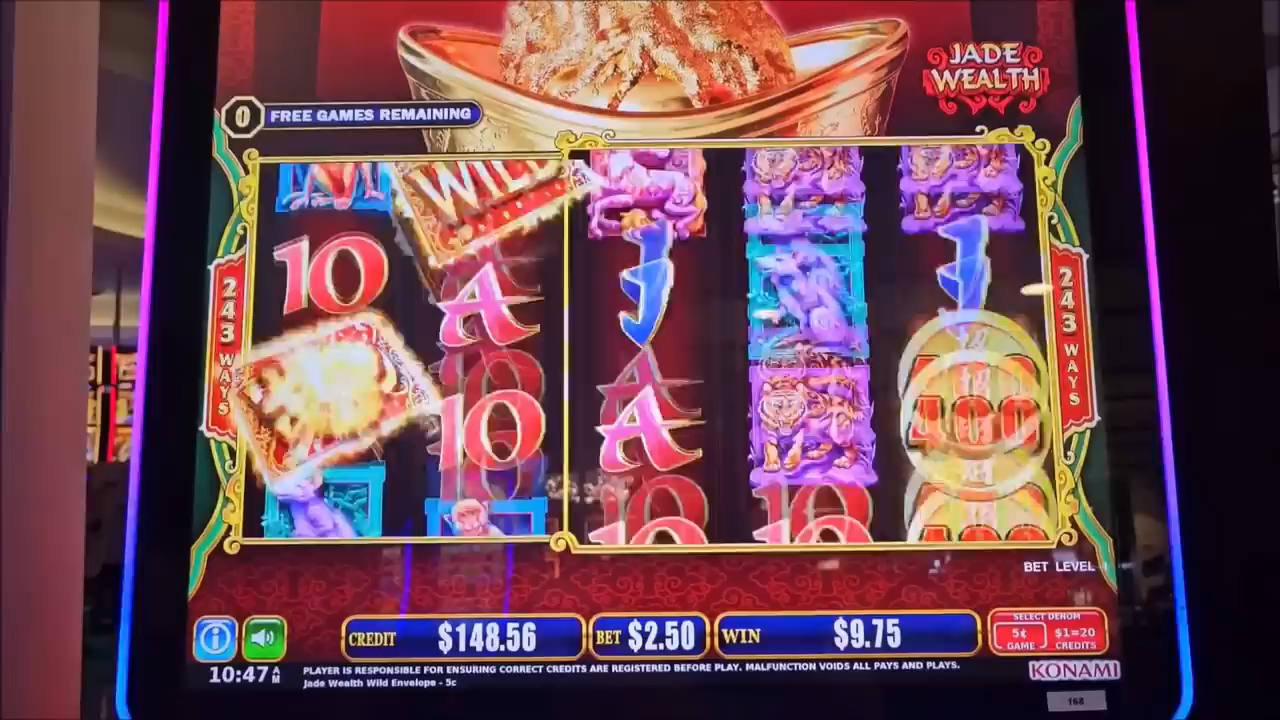 JADE
WEALTH
0 FREE GAMES REMAINING
WILD
10
A
J
J
10
A
400
10
10
400
243 WAYS
243 WAYS
BET LEVEL
CREDIT $148.56
BET $2.50
WIN $9.75
SELECT DENOM
5¢ GAME
$1=20 CREDITS
10:47 AM
PLAYER IS RESPONSIBLE FOR ENSURING CORRECT CREDITS ARE REGISTERED BEFORE PLAY. MALFUNCTION VOIDS ALL PAYS AND PLAYS.
Jade Wealth Wild Envelope - 5c
KONAMI
168